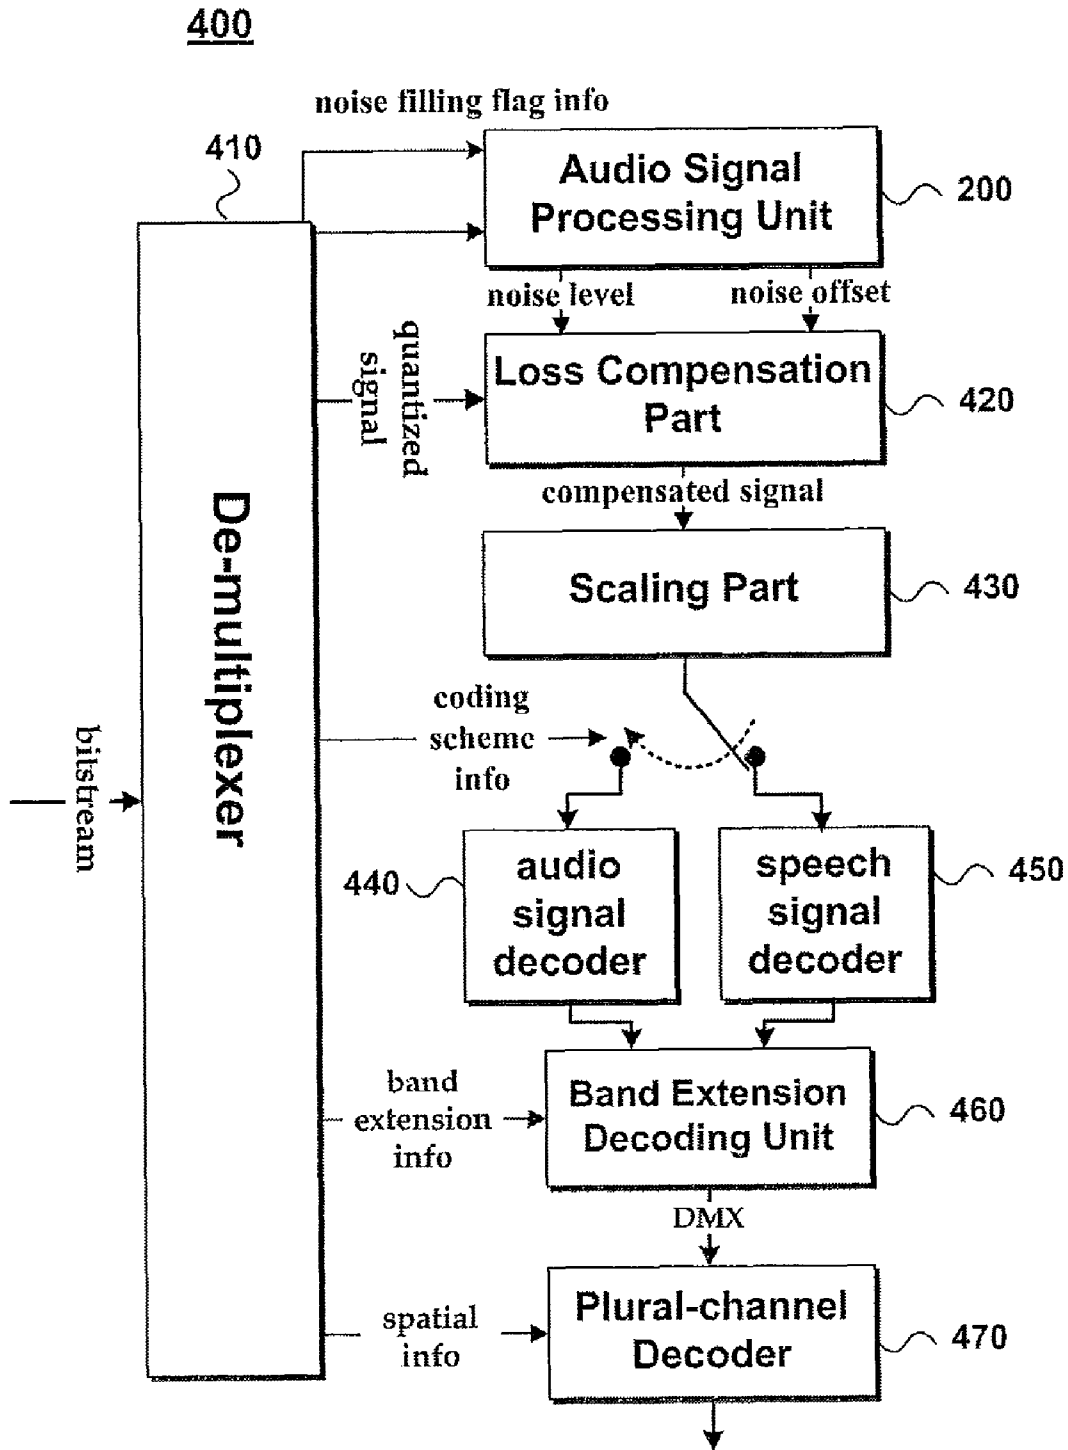 400
noise filling flag info
410
Audio Signal
Processing Unit
200
noise level
noise offset
quantized
signal
Loss Compensation
Part
420
compensated signal
De-multiplexer
Scaling Part
430
coding
scheme
info
bitstream
440
audio
signal
decoder
speech
signal
decoder
450
band
extension
info
Band Extension
Decoding Unit
460
DMX
spatial
info
Plural-channel
Decoder
470